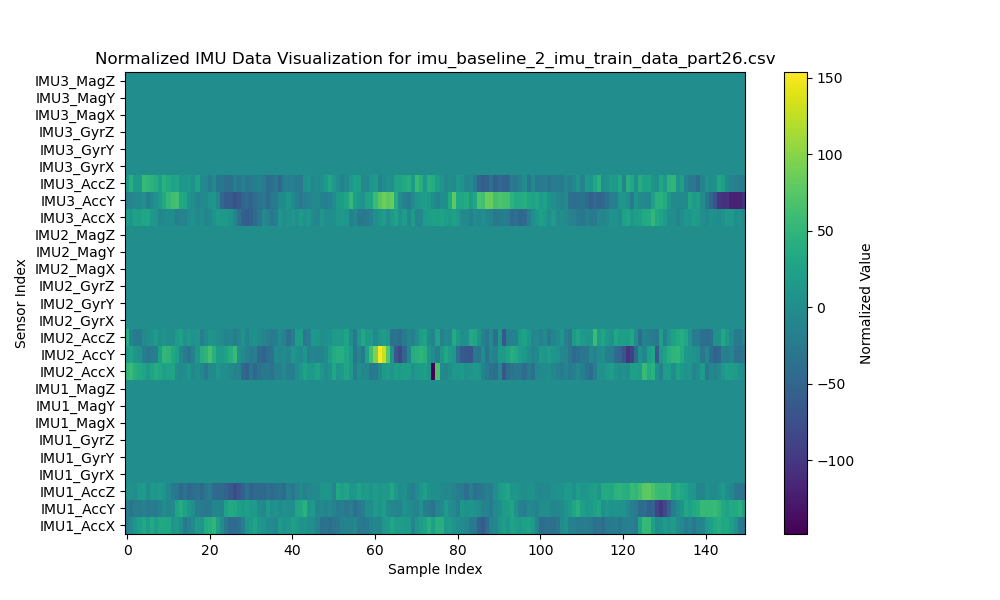 Normalized IMU Data Visualization for imu_baseline_2_imu_train_data_part26.csv
IMU3_MagZ
IMU3_MagY
IMU3_MagX
IMU3_GyrZ
IMU3_GyrY
IMU3_GyrX
IMU3_AccZ
IMU3_AccY
IMU3_AccX
IMU2_MagZ
IMU2_MagY
IMU2_MagX
IMU2_GyrZ
IMU2_GyrY
IMU2_GyrX
IMU2_AccZ
IMU2_AccY
IMU2_AccX
IMU1_MagZ
IMU1_MagY
IMU1_MagX
IMU1_GyrZ
IMU1_GyrY
IMU1_GyrX
IMU1_AccZ
IMU1_AccY
IMU1_AccX
Sensor Index
0 20 40 60 80 100 120 140
Sample Index
150
100
50
0
−50
−100
Normalized Value